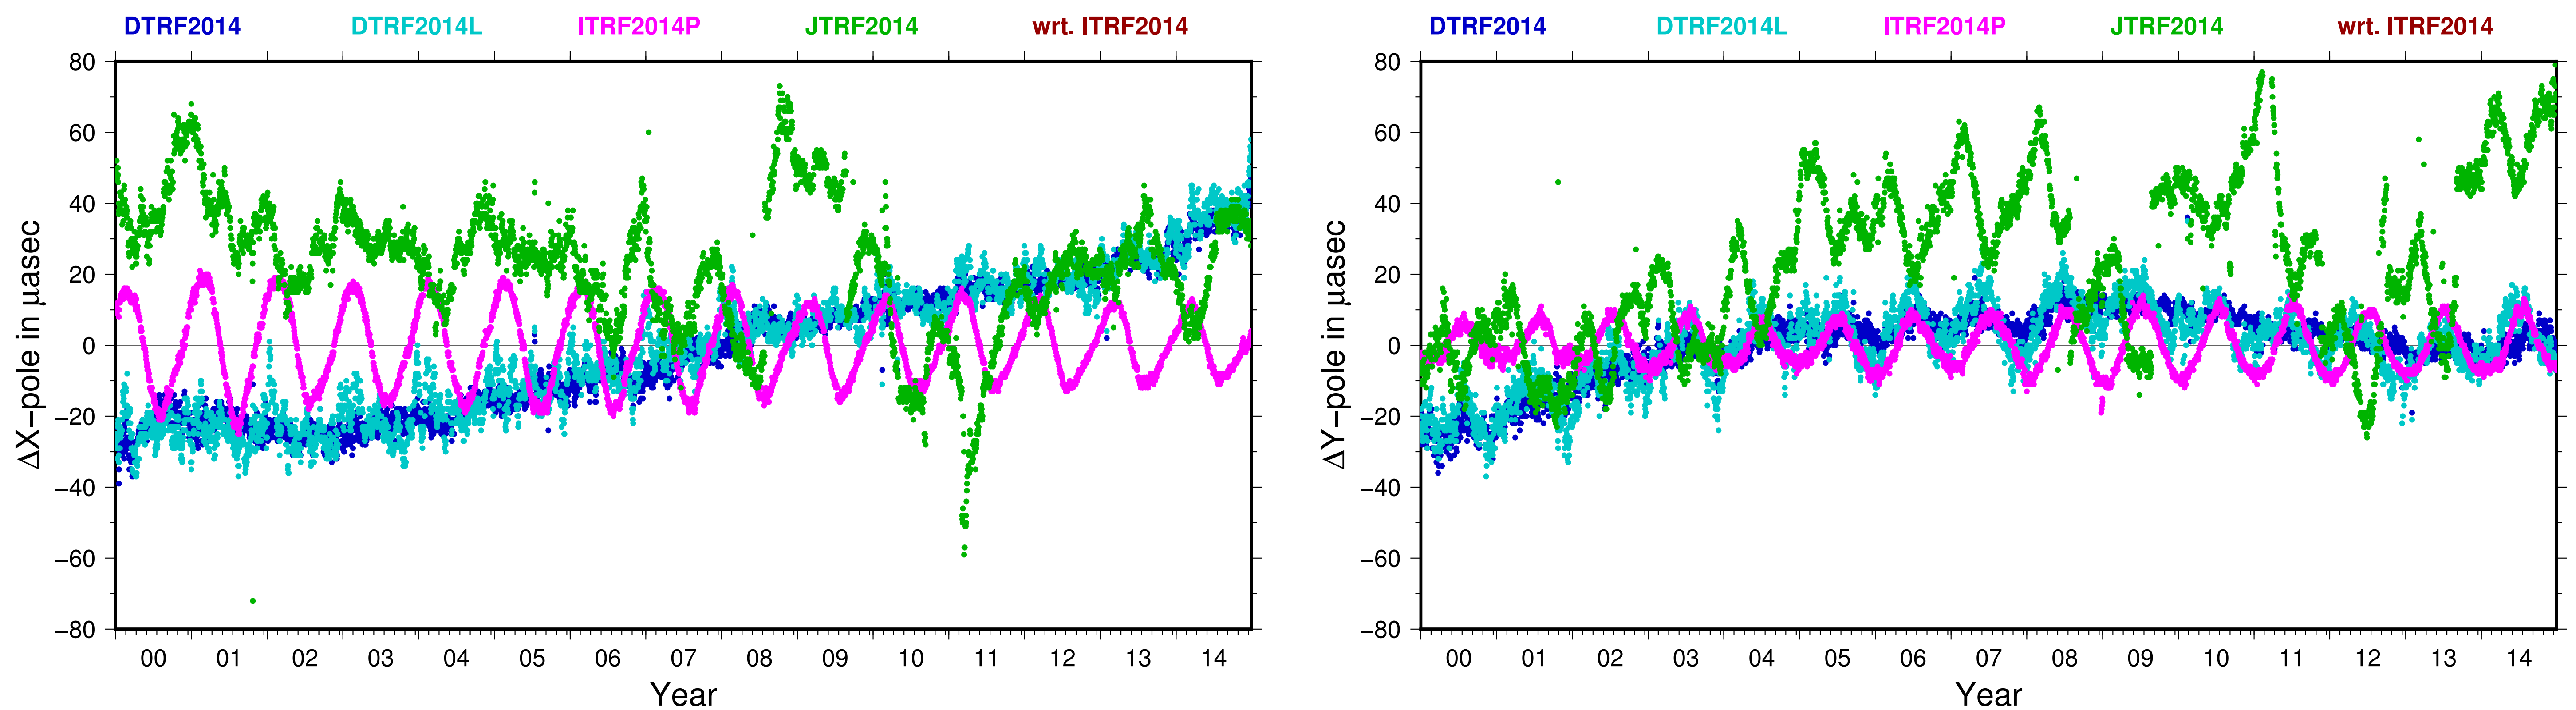 DTRF2014 DTRF2014L ITRF2014P JTRF2014 wrt. ITRF2014
80
60
40
20
0
−20
−40
−60
−80
ΔX−pole in µasec
00 01 02 03 04 05 06 07 08 09 10 11 12 13 14
Year
DTRF2014 DTRF2014L ITRF2014P JTRF2014 wrt. ITRF2014
80
60
40
20
0
−20
−40
−60
−80
ΔY−pole in µasec
00 01 02 03 04 05 06 07 08 09 10 11 12 13 14
Year